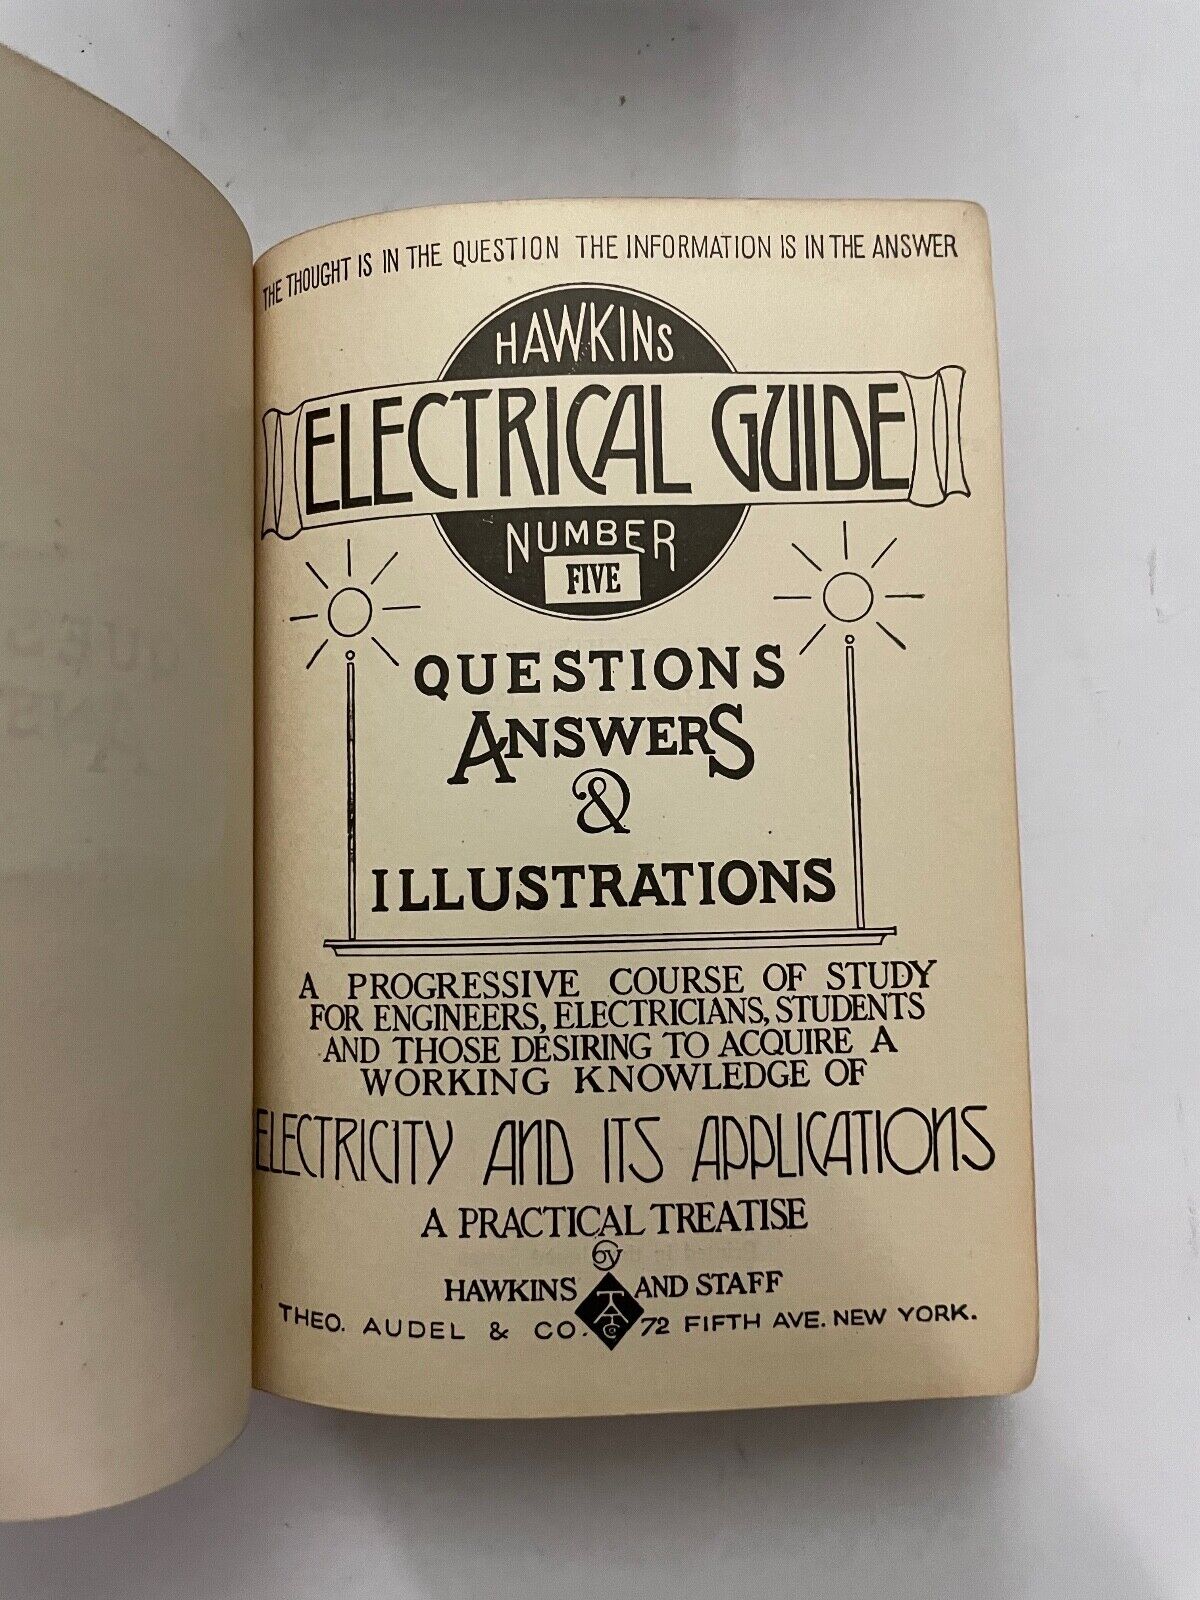 THE THOUGHT IS IN THE QUESTION THE INFORMATION IS IN THE ANSWER
HAWKINS
ELECTRICAL GUIDE
NUMBER
FIVE
QUESTIONS
ANSWERS
&
ILLUSTRATIONS
A PROGRESSIVE COURSE OF STUDY
FOR ENGINEERS, ELECTRICIANS, STUDENTS
AND THOSE DESIRING TO ACQUIRE A
WORKING KNOWLEDGE OF
ELECTRICITY AND ITS APPLICATIONS
A PRACTICAL TREATISE
by
HAWKINS AND STAFF
TACo
THEO. AUDEL & CO. 72 FIFTH AVE. NEW YORK.